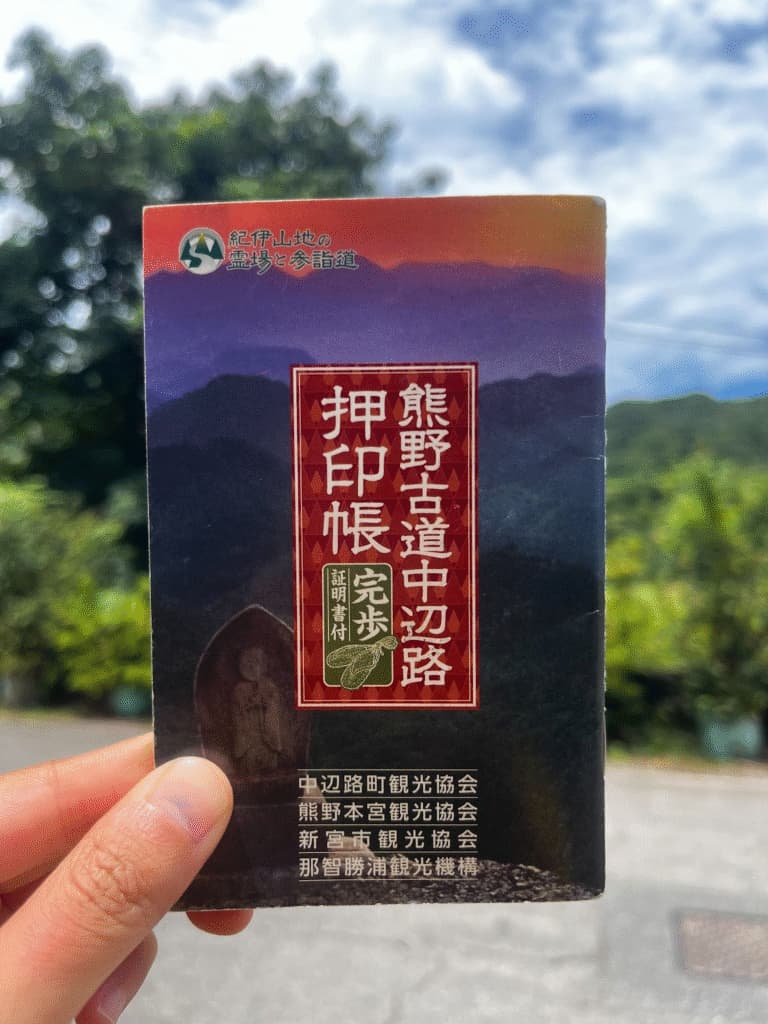 紀伊山地の
霊場と参詣道
熊野古道中辺路
押印帳
完歩
証明書付
中辺路町観光協会
熊野本宮観光協会
新宮市観光協会
那智勝浦観光機構